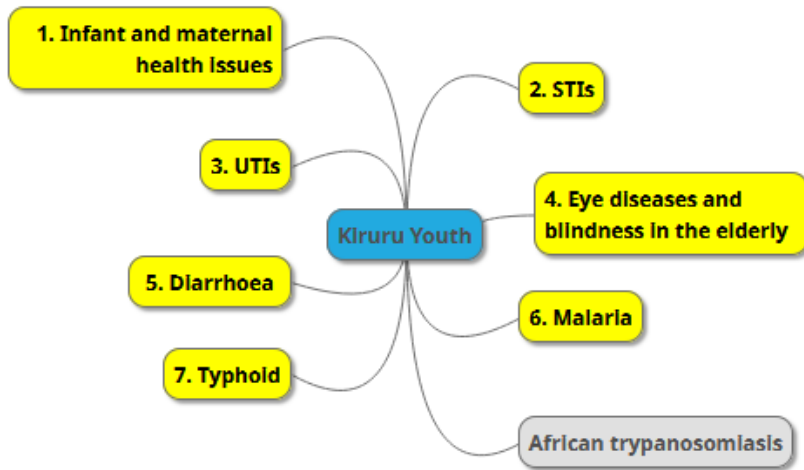 1. Infant and maternal
health issues
2. STIs
3. UTIs
4. Eye diseases and
blindness in the elderly
Kiruru Youth
5. Diarrhoea
6. Malaria
7. Typhoid
African trypanosomiasis